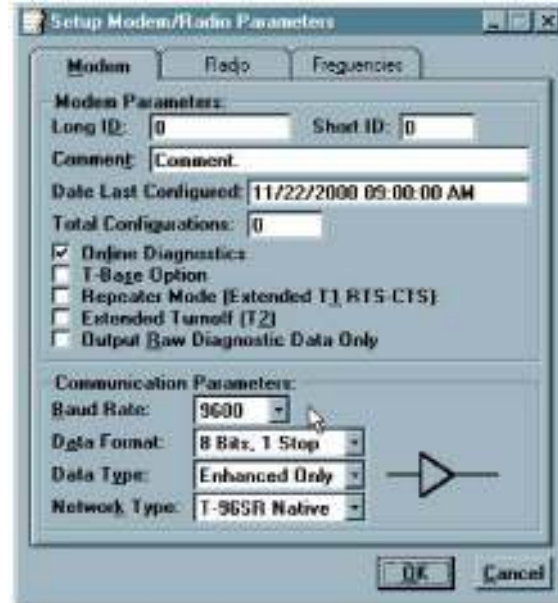 Setup Modem/Radio Parameters
Modem Radio Frequencies
Modem Parameters:
Long ID: 0 Short ID: 0
Comment: Comment.
Date Last Configured: 11/22/2000 09:00:00 AM
Total Configurations: 0
Online Diagnostics
T-Base Option
Repeater Mode (Extended T1 RTS-CTS)
Extended Turnoff (T2)
Output Raw Diagnostic Data Only
Communication Parameters:
Baud Rate: 9600
Data Format: 8 Bits, 1 Stop
Data Type: Enhanced Only
Network Type: T-96SR Native
OK Cancel